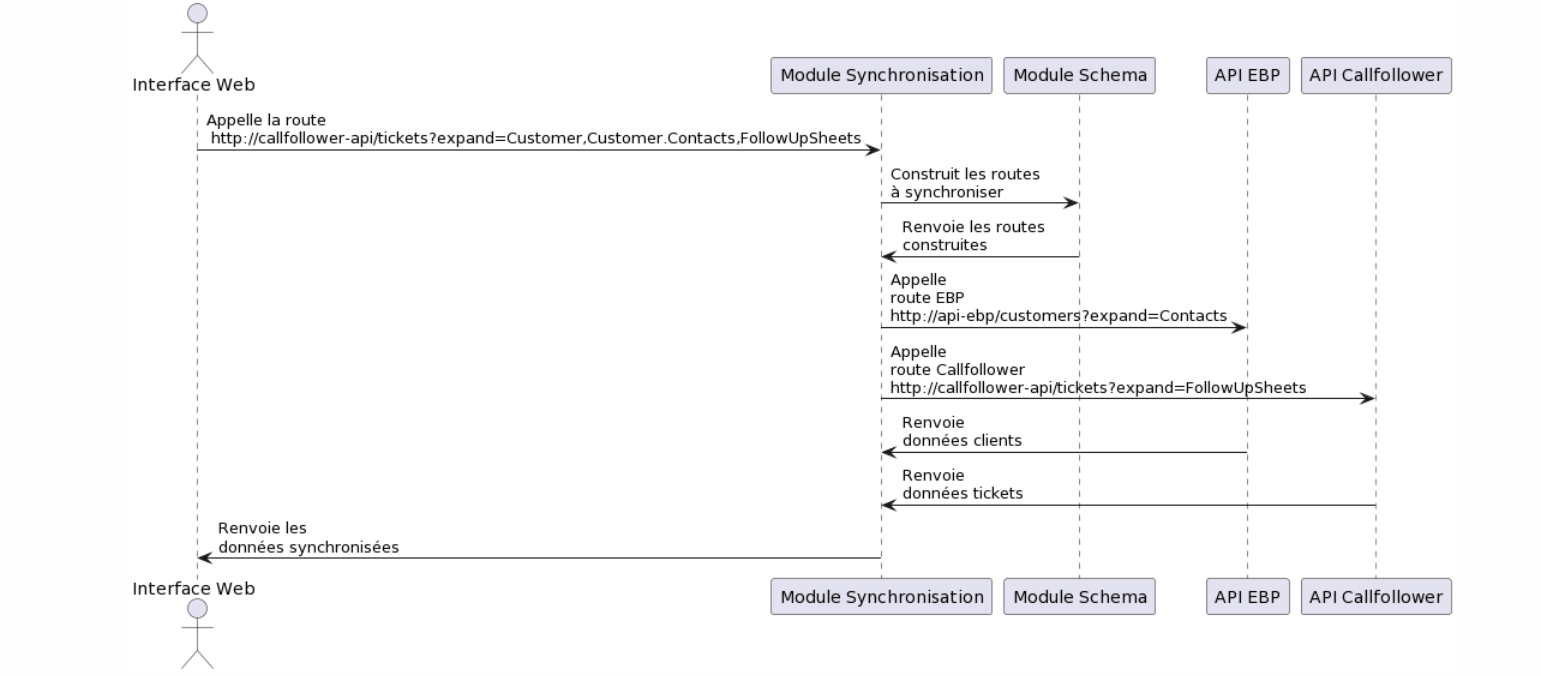 Interface Web
Module Synchronisation
Module Schema
API EBP
API Callfollower
Appelle la route
http://callfollower-api/tickets?expand=Customer,Customer.Contacts,FollowUpSheets
Construit les routes
à synchroniser
Renvoie les routes
construites
Appelle
route EBP
http://api-ebp/customers?expand=Contacts
Appelle
route Callfollower
http://callfollower-api/tickets?expand=FollowUpSheets
Renvoie
données clients
Renvoie
données tickets
Renvoie les
données synchronisées
Interface Web
Module Synchronisation
Module Schema
API EBP
API Callfollower